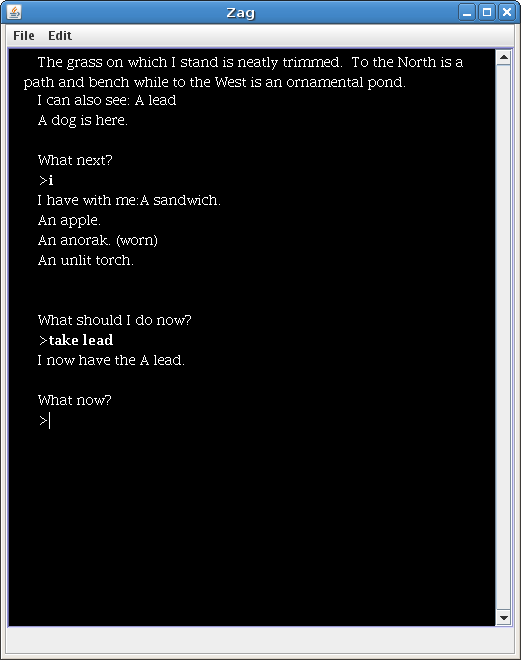 Zag
File Edit
The grass on which I stand is neatly trimmed. To the North is a
path and bench while to the West is an ornamental pond.
I can also see: A lead
A dog is here.
What next?
>i
I have with me:A sandwich.
An apple.
An anorak. (worn)
An unlit torch.
What should I do now?
>take lead
I now have the A lead.
What now?
>